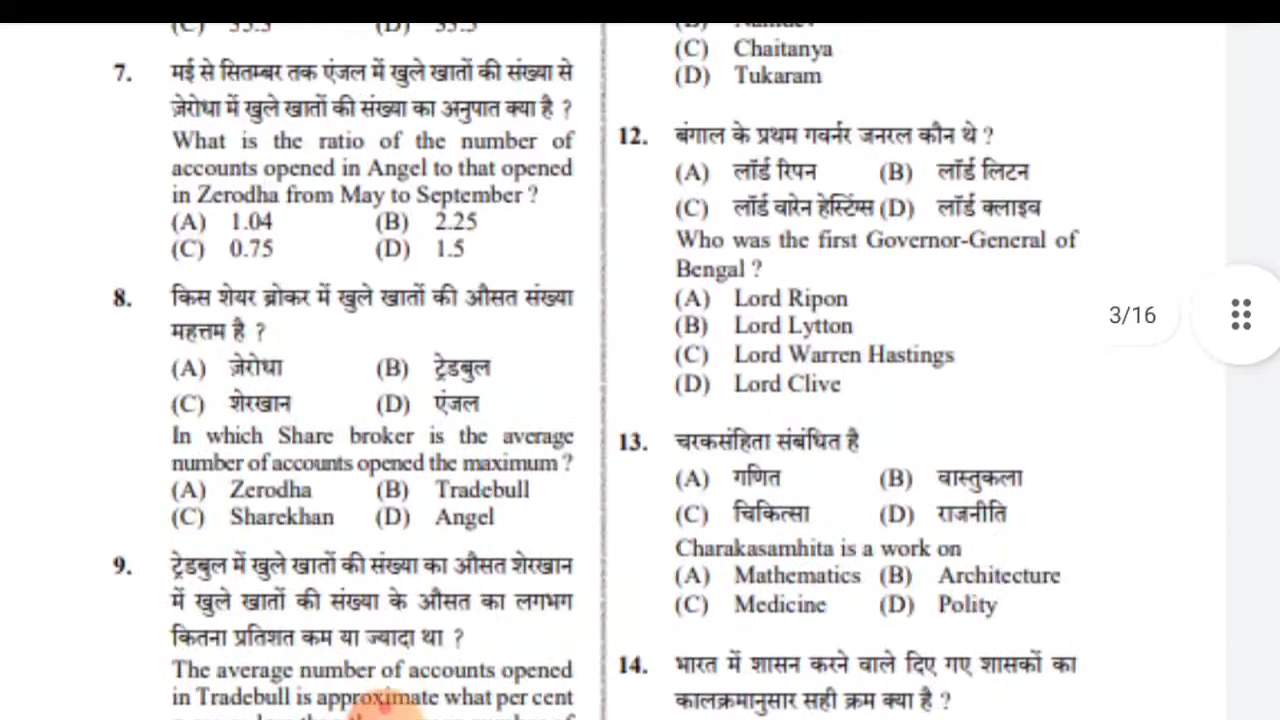 7. मई से सितम्बर तक एंजल में खुले खातों की संख्या से
ज़ेरोधा में खुले खातों की संख्या का अनुपात क्या है ?
What is the ratio of the number of
accounts opened in Angel to that opened
in Zerodha from May to September ?
(A) 1.04 (B) 2.25
(C) 0.75 (D) 1.5
8. किस शेयर ब्रोकर में खुले खातों की औसत संख्या
महत्तम है ?
(A) ज़ेरोधा (B) ट्रेडबुल
(C) शेरखान (D) एंजल
In which Share broker is the average
number of accounts opened the maximum ?
(A) Zerodha (B) Tradebull
(C) Sharekhan (D) Angel
9. ट्रेडबुल में खुले खातों की संख्या का औसत शेरखान
में खुले खातों की संख्या के औसत का लगभग
कितना प्रतिशत कम या ज्यादा था ?
The average number of accounts opened
in Tradebull is approximate what per cent
(C) Chaitanya
(D) Tukaram
12. बंगाल के प्रथम गवर्नर जनरल कौन थे ?
(A) लॉर्ड रिपन (B) लॉर्ड लिटन
(C) लॉर्ड वारेन हेस्टिंग्स (D) लॉर्ड क्लाइव
Who was the first Governor-General of
Bengal ?
(A) Lord Ripon
(B) Lord Lytton
(C) Lord Warren Hastings
(D) Lord Clive
13. चरकसंहिता संबंधित है
(A) गणित (B) वास्तुकला
(C) चिकित्सा (D) राजनीति
Charakasamhita is a work on
(A) Mathematics (B) Architecture
(C) Medicine (D) Polity
14. भारत में शासन करने वाले दिए गए शासकों का
कालक्रमानुसार सही क्रम क्या है ?
3/16